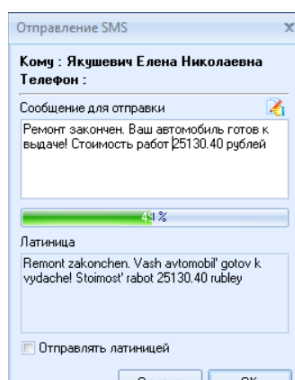 Отправление SMS
x
Кому : Якушевич Елена Николаевна
Телефон :
Сообщение для отправки
Ремонт закончен. Ваш автомобиль готов к
выдаче! Стоимость работ 25130.40 рублей
49 %
Латиница
Remont zakonchen. Vash avtomobil' gotov k
vydache! Stoimost' rabot 25130.40 rubley
Отправлять латиницей